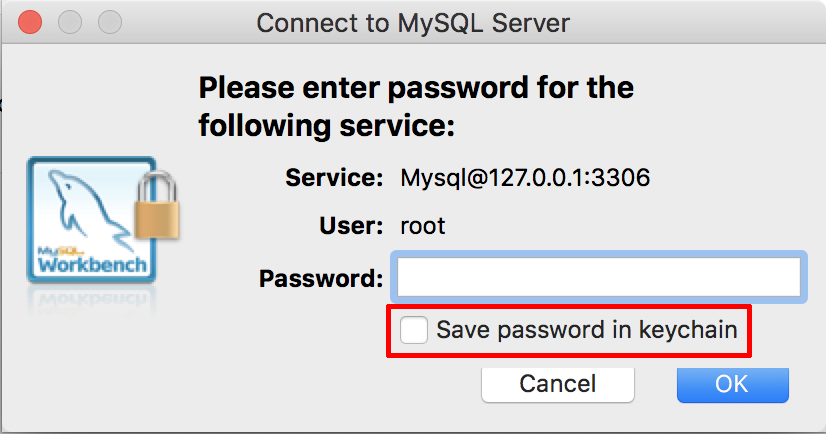 Connect to MySQL Server
Please enter password for the
following service:
Service: Mysql@127.0.0.1:3306
User: root
MySQL
Workbench
Password:
Save password in keychain
Cancel OK